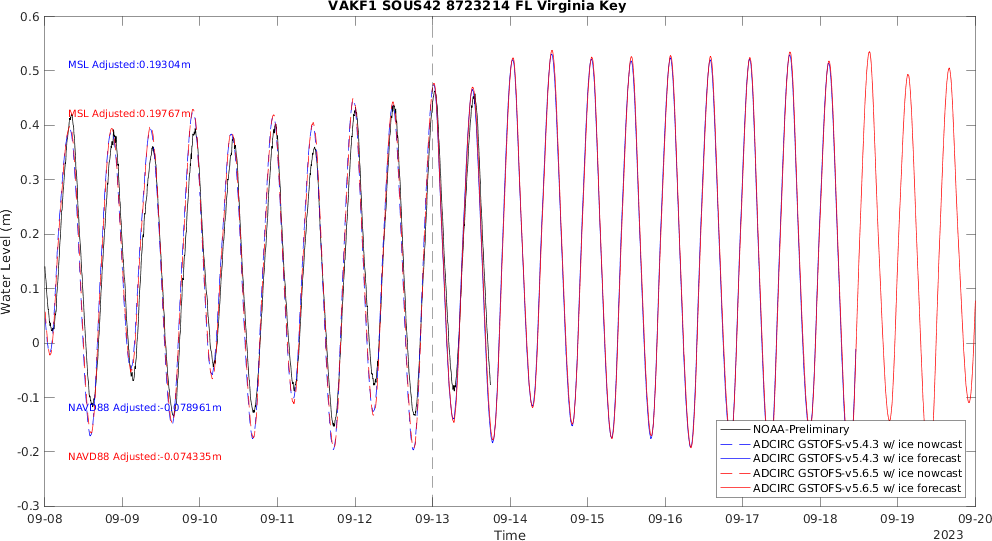 VAKF1 SOUS42 8723214 FL Virginia Key
0.6
0.5
0.4
0.3
0.2
0.1
0
-0.1
-0.2
-0.3
Water Level (m)
MSL Adjusted:0.19304m
MSL Adjusted:0.19767m
NAVD88 Adjusted:-0.078961m
NAVD88 Adjusted:-0.074335m
NOAA-Preliminary
ADCIRC GSTOFS-v5.4.3 w/ ice nowcast
ADCIRC GSTOFS-v5.4.3 w/ ice forecast
ADCIRC GSTOFS-v5.6.5 w/ ice nowcast
ADCIRC GSTOFS-v5.6.5 w/ ice forecast
09-08 09-09 09-10 09-11 09-12 09-13 09-14 09-15 09-16 09-17 09-18 09-19 09-20
Time
2023